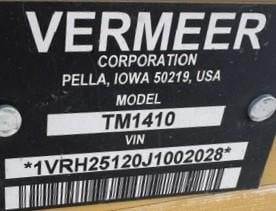 VERMEER
CORPORATION
PELLA, IOWA 50219, USA
MODEL
TM1410
VIN
*1VRH25120J1002028*